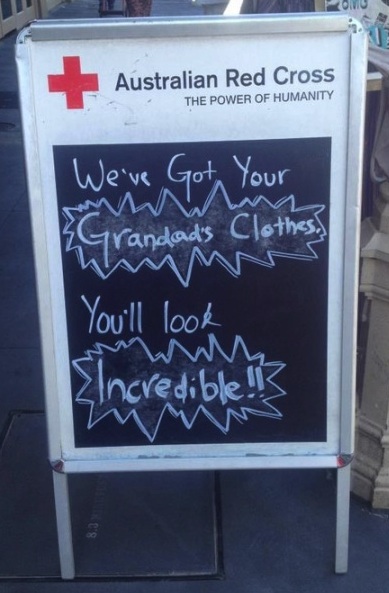 Australian Red Cross
THE POWER OF HUMANITY
We've Got Your
Grandad's Clothes.
You'll look
Incredible!!